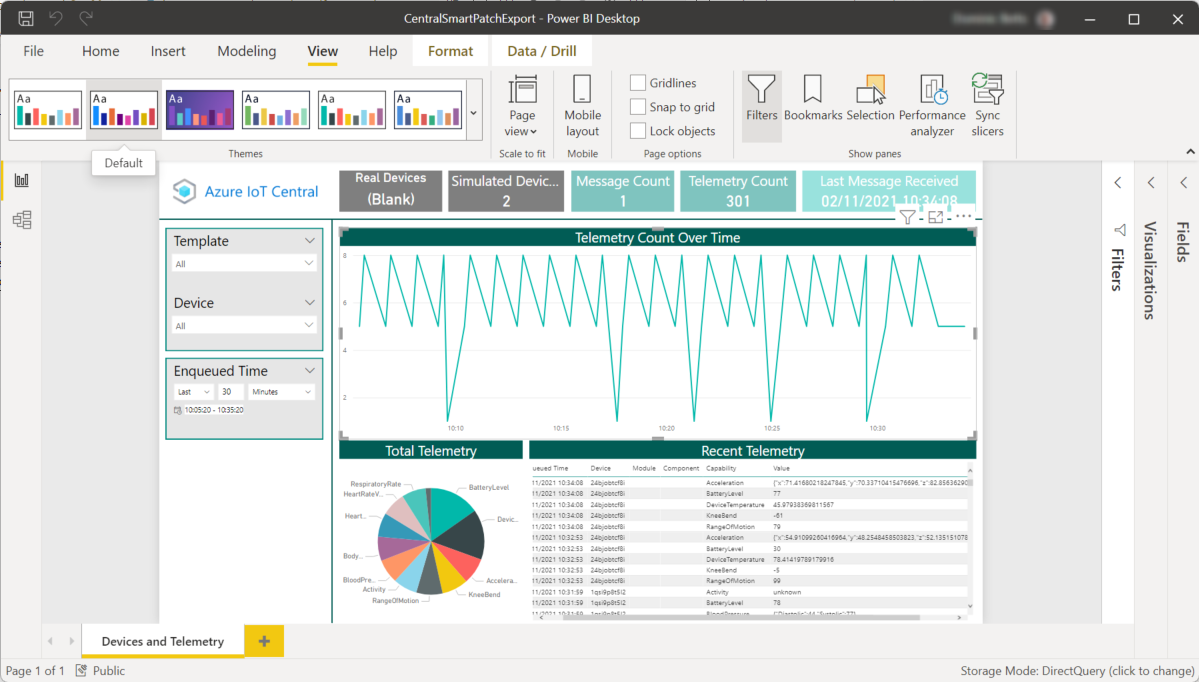 CentralSmartPatchExport - Power BI Desktop
File Home Insert Modeling View Help Format Data / Drill
Aa Aa Aa Aa Aa Aa
Page view
Mobile layout
Gridlines
Snap to grid
Lock objects
Filters
Bookmarks
Selection
Performance analyzer
Sync slicers
Themes
Scale to fit
Mobile
Page options
Show panes
Default
Azure IoT Central
Real Devices
(Blank)
Simulated Devic...
2
Message Count
1
Telemetry Count
301
Last Message Received
02/11/2021 10:34:08
Template
All
Device
All
Enqueued Time
Last 30 Minutes
10:05:20 - 10:35:20
Telemetry Count Over Time
8
6
4
2
10:10 10:15 10:20 10:25 10:30
Filters
Visualizations
Fields
Total Telemetry
RespiratoryRate
HeartRateV...
Heart...
Body...
BloodPre...
Activity
RangeOfMotion
BatteryLevel
Devic...
Accelera...
KneeBend
Recent Telemetry
ueued Time Device Module Component Capability Value
11/2021 10:34:08 24bjobtcf8i Acceleration {"x":71.41680218247845,"y":70.33710415476696,"z":82.85636290
11/2021 10:34:08 24bjobtcf8i BatteryLevel 77
11/2021 10:34:08 24bjobtcf8i DeviceTemperature 45.97938369811567
11/2021 10:34:08 24bjobtcf8i KneeBend -61
11/2021 10:34:08 24bjobtcf8i RangeOfMotion 79
11/2021 10:32:53 24bjobtcf8i Acceleration {"x":54.91099260416964,"y":48.2548458503823,"z":52.135151078
11/2021 10:32:53 24bjobtcf8i BatteryLevel 30
11/2021 10:32:53 24bjobtcf8i DeviceTemperature 78.41419789179916
11/2021 10:32:53 24bjobtcf8i KneeBend -5
11/2021 10:32:53 24bjobtcf8i RangeOfMotion 99
11/2021 10:31:59 1qsi9p8t5l2 Activity unknown
11/2021 10:31:59 1qsi9p8t5l2 BatteryLevel 78
11/2021 10:31:59 1qsi9p8t5l2 BloodPressure {"Diastolic":44,"Systolic":77}
Devices and Telemetry
Page 1 of 1 Public
Storage Mode: DirectQuery (click to change)